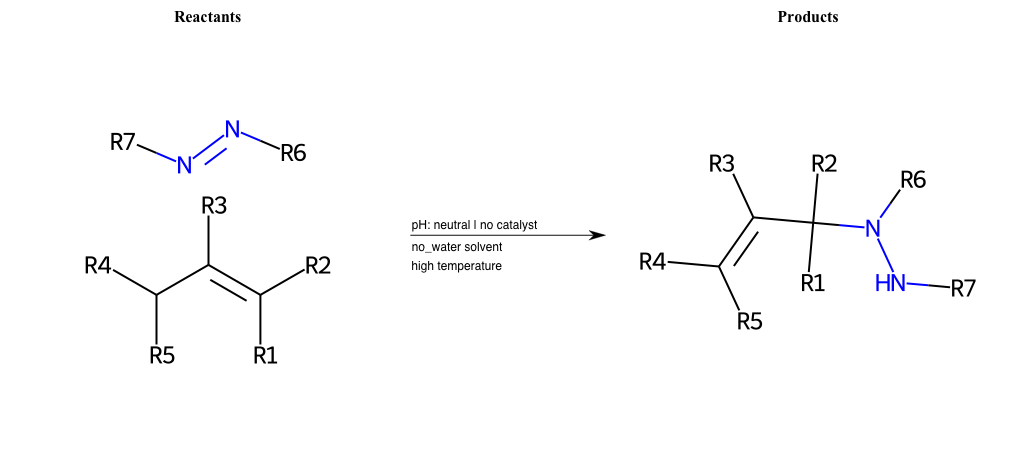 Reactants
Products
R7
N
N
R6
R3
R4
R2
R5
R1
pH: neutral | no catalyst
no_water solvent
high temperature
R3
R2
R6
N
R4
R1
HN
R7
R5